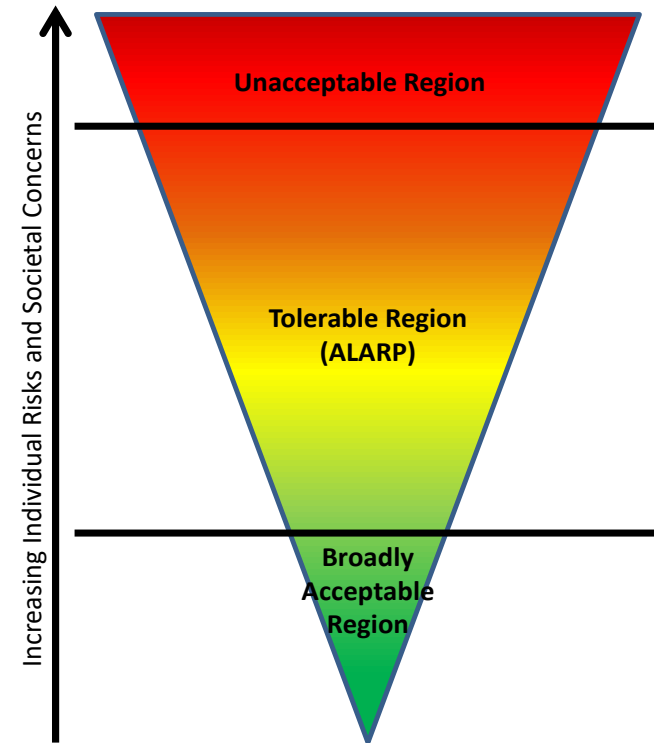 Increasing Individual Risks and Societal Concerns
Unacceptable Region
Tolerable Region
(ALARP)
Broadly
Acceptable
Region